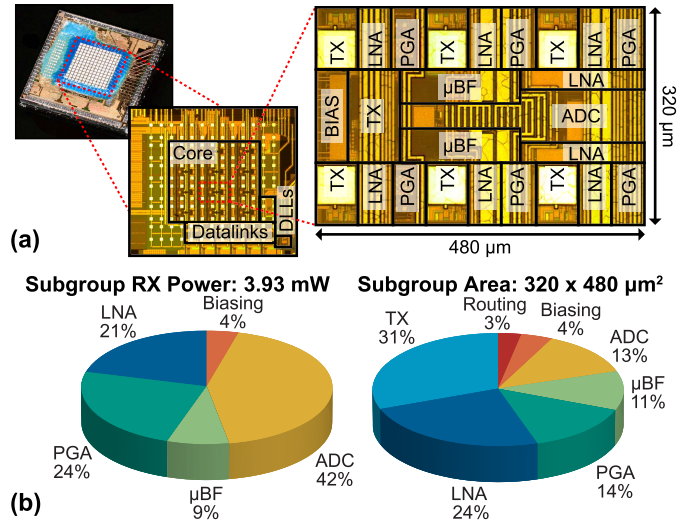 (a)
Core
Datalinks
DLLs
TX LNA PGA TX LNA PGA TX LNA PGA
BIAS TX µBF LNA
ADC
µBF LNA
TX LNA PGA TX LNA PGA TX LNA PGA
320 µm
480 µm
Subgroup RX Power: 3.93 mW
LNA
21%
Biasing
4%
PGA
24%
µBF
9%
ADC
42%
Subgroup Area: 320 x 480 µm²
TX
31%
Routing
3%
Biasing
4%
ADC
13%
µBF
11%
PGA
14%
LNA
24%
(b)